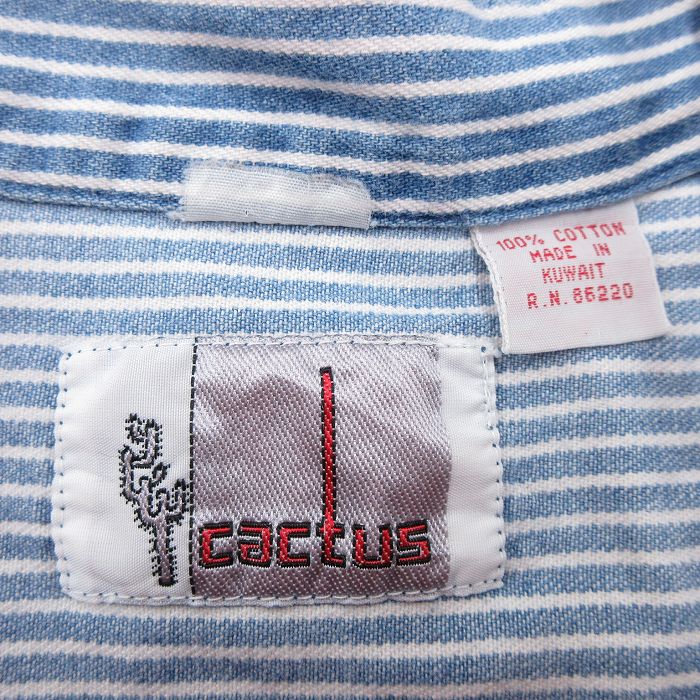 100% COTTON
MADE IN
KUWAIT
R.N. 86220
cactus